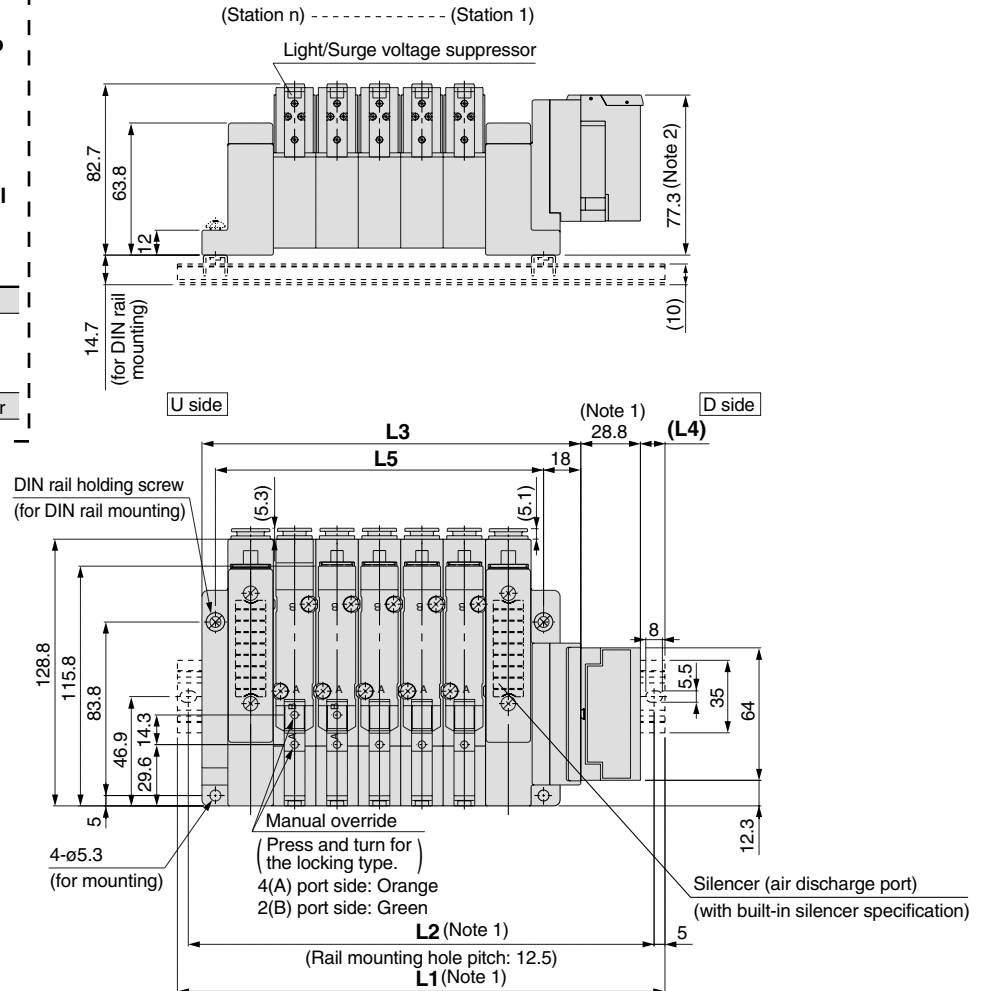 (Station n) ---------------- (Station 1)
Light/Surge voltage suppressor
82.7
63.8
12
77.3 (Note 2)
14.7
(for DIN rail
mounting)
(10)
r
U side
D side
(Note 1)
L3
28.8
(L4)
L5
18
DIN rail holding screw
(for DIN rail mounting)
(5.3)
(5.1)
B B B B B
A A A A A
B B
A A
128.8
115.8
83.8
46.9
14.3
29.6
5
8
5.5
35
64
12.3
Manual override
(Press and turn for
the locking type.)
4(A) port side: Orange
2(B) port side: Green
4-ø5.3
(for mounting)
Silencer (air discharge port)
(with built-in silencer specification)
L2 (Note 1)
5
(Rail mounting hole pitch: 12.5)
L1 (Note 1)